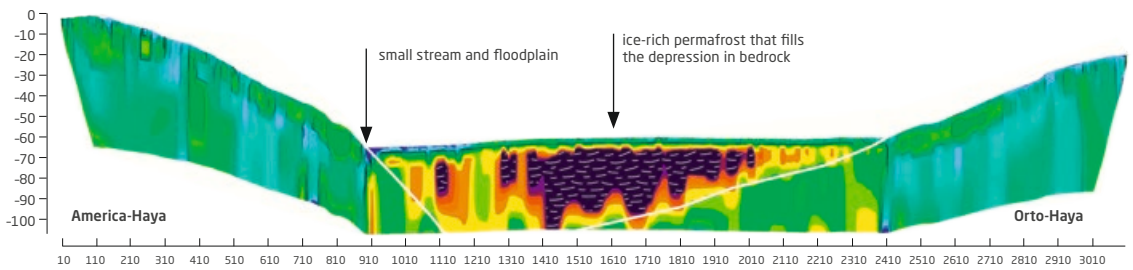 0
-10
-20
-30
-40
-50
-60
-70
-80
-90
-100
small stream and floodplain
ice-rich permafrost that fills
the depression in bedrock
America-Haya
Orto-Haya
10 110 210 310 410 510 610 710 810 910 1010 1110 1210 1310 1410 1510 1610 1710 1810 1910 2010 2110 2210 2310 2410 2510 2610 2710 2810 2910 3010